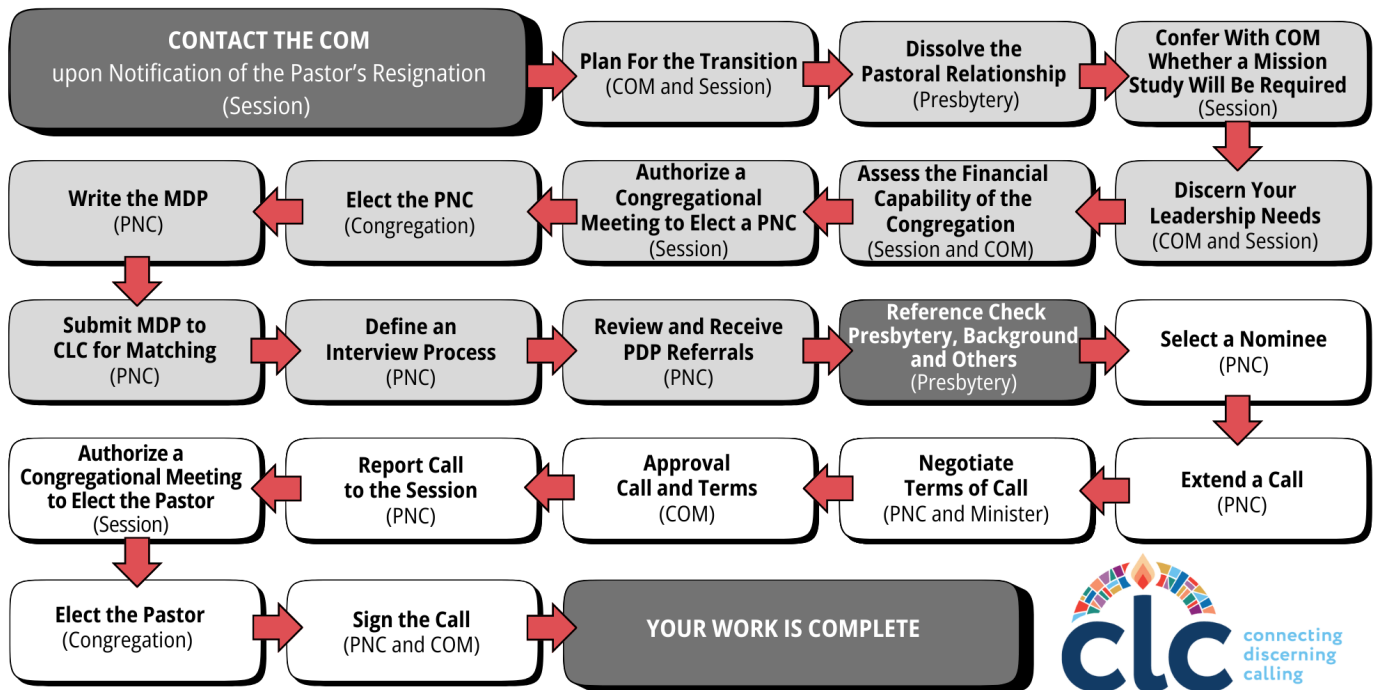 CONTACT THE COM
upon Notification of the Pastor's Resignation
(Session)
Plan For the Transition
(COM and Session)
Dissolve the
Pastoral Relationship
(Presbytery)
Confer With COM
Whether a Mission
Study Will Be Required
(Session)
Discern Your
Leadership Needs
(COM and Session)
Assess the Financial
Capability of the
Congregation
(Session and COM)
Authorize a
Congregational
Meeting to Elect a PNC
(Session)
Elect the PNC
(Congregation)
Write the MDP
(PNC)
Submit MDP to
CLC for Matching
(PNC)
Define an
Interview Process
(PNC)
Review and Receive
PDP Referrals
(PNC)
Reference Check
Presbytery, Background
and Others
(Presbytery)
Select a Nominee
(PNC)
Extend a Call
(PNC)
Negotiate
Terms of Call
(PNC and Minister)
Approval
Call and Terms
(COM)
Report Call
to the Session
(PNC)
Authorize a
Congregational Meeting
to Elect the Pastor
(Session)
Elect the Pastor
(Congregation)
Sign the Call
(PNC and COM)
YOUR WORK IS COMPLETE
clc
connecting
discerning
calling